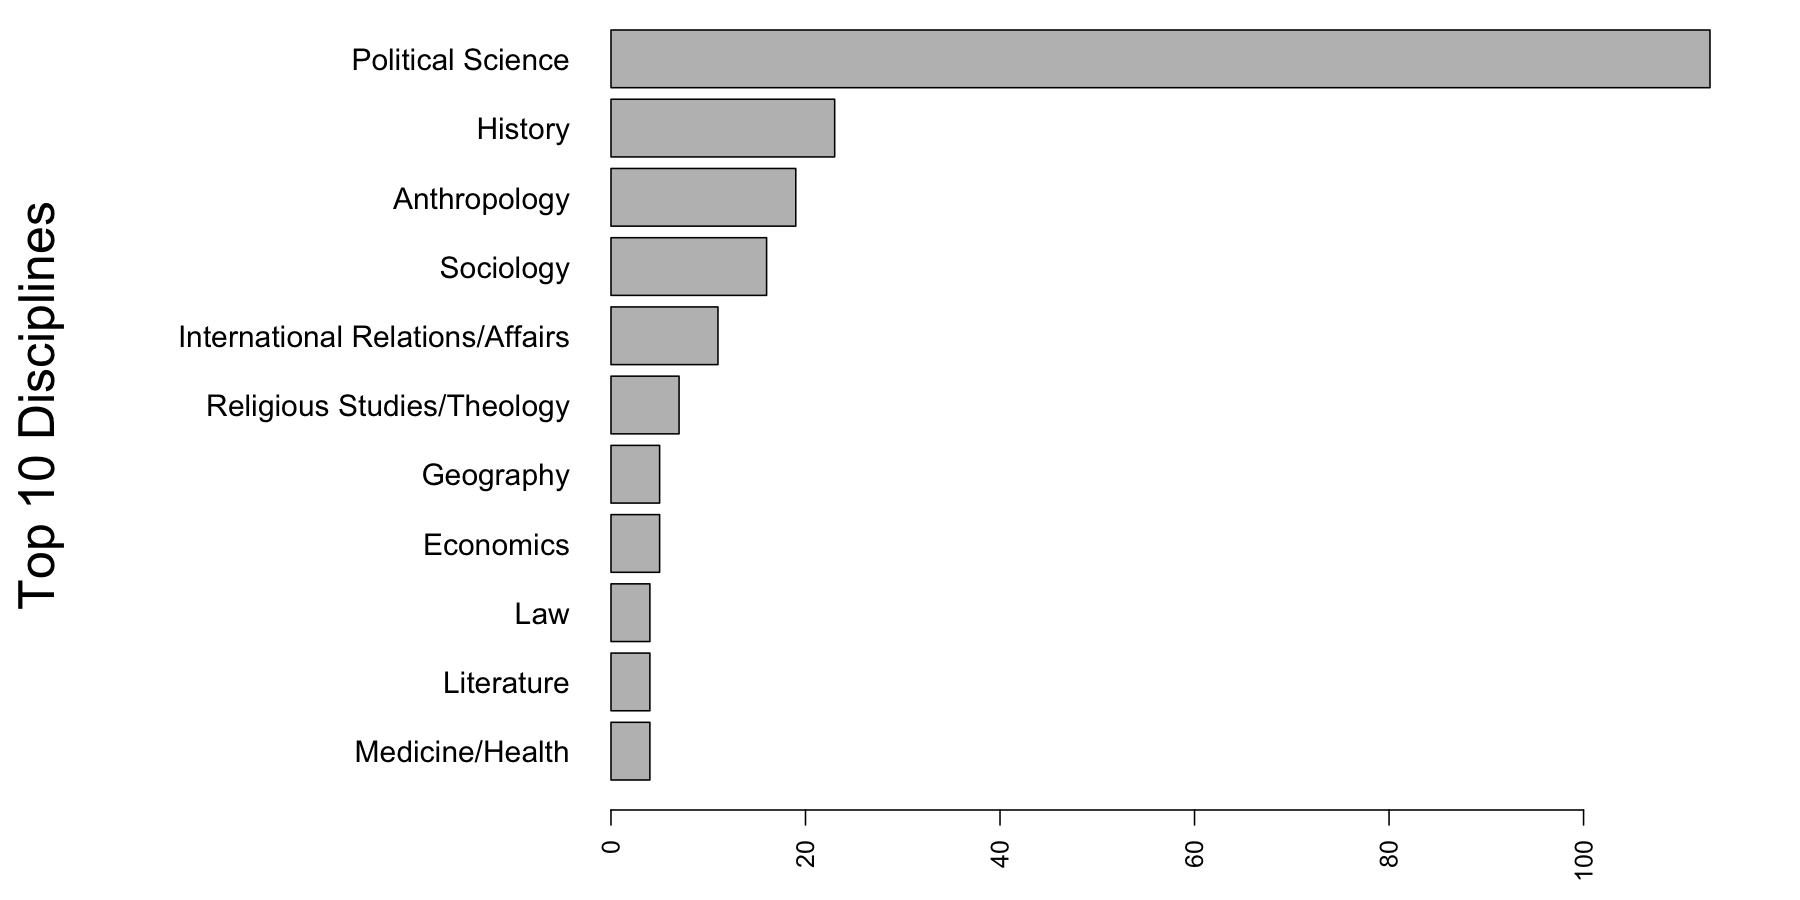 Top 10 Disciplines
Political Science
History
Anthropology
Sociology
International Relations/Affairs
Religious Studies/Theology
Geography
Economics
Law
Literature
Medicine/Health
0 20 40 60 80 100